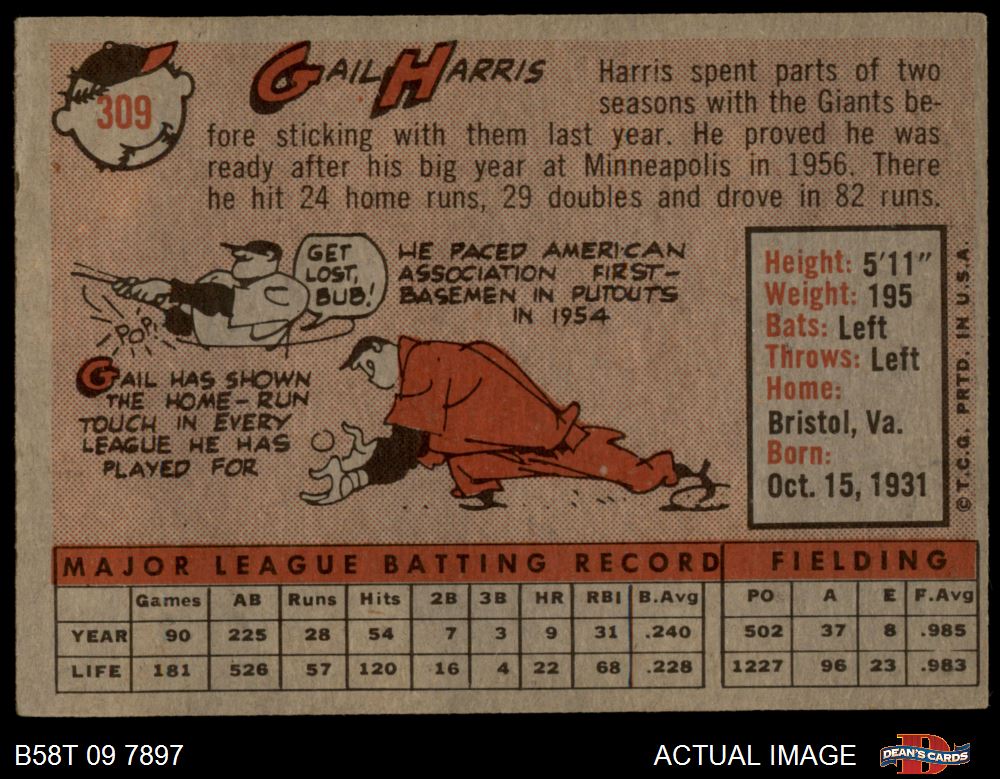 309
GAIL HARRIS
Harris spent parts of two
seasons with the Giants be-
fore sticking with them last year. He proved he was
ready after his big year at Minneapolis in 1956. There
he hit 24 home runs, 29 doubles and drove in 82 runs.
GET
LOST,
BUB!
POP!
HE PACED AMERICAN
ASSOCIATION FIRST-
BASEMEN IN PUTOUTS
IN 1954
GAIL HAS SHOWN
THE HOME-RUN
TOUCH IN EVERY
LEAGUE HE HAS
PLAYED FOR
Height: 5'11"
Weight: 195
Bats: Left
Throws: Left
Home:
Bristol, Va.
Born:
Oct. 15, 1931
© T.C.G. PRTD. IN U.S.A.
MAJOR LEAGUE BATTING RECORD FIELDING
Games AB Runs Hits 2B 3B HR RBI B.Avg PO A E F.Avg
YEAR 90 225 28 54 7 3 9 31 .240 502 37 8 .985
LIFE 181 526 57 120 16 4 22 68 .228 1227 96 23 .983
B58T 09 7897 ACTUAL IMAGE DEAN'S CARDS